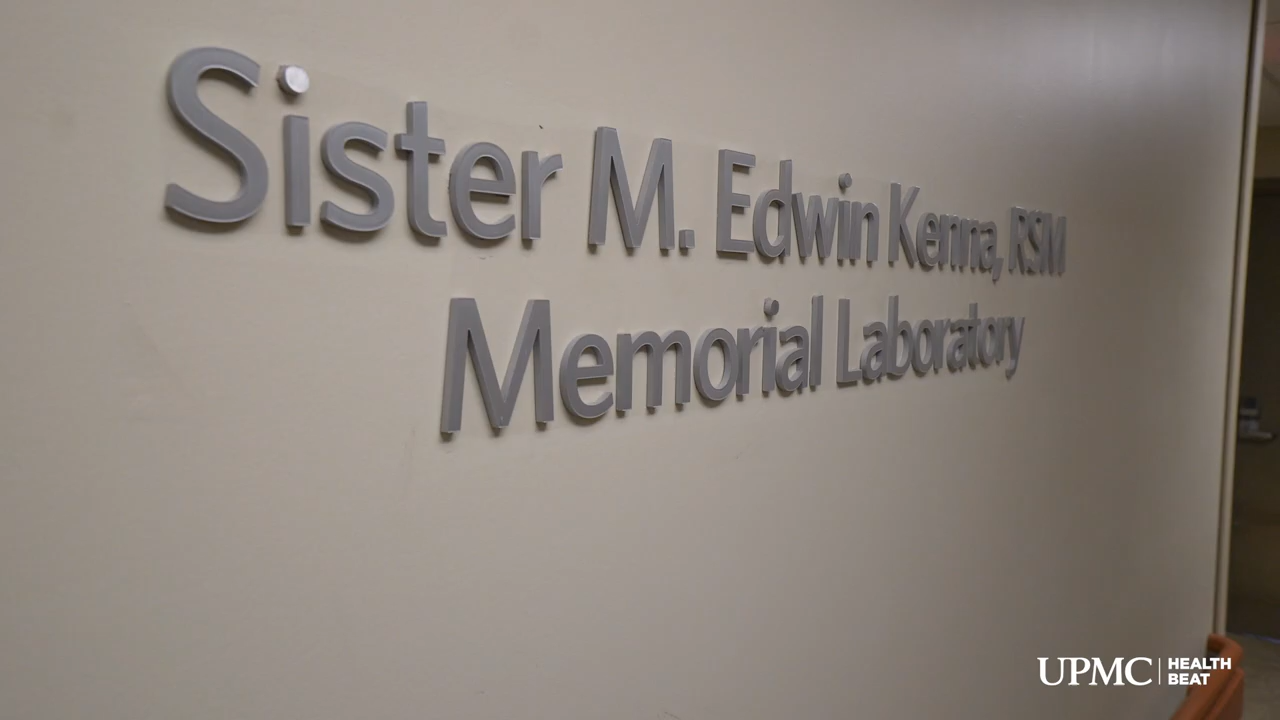 Sister M. Edwin Kenna, RSM
Memorial Laboratory
UPMC HEALTH
BEAT